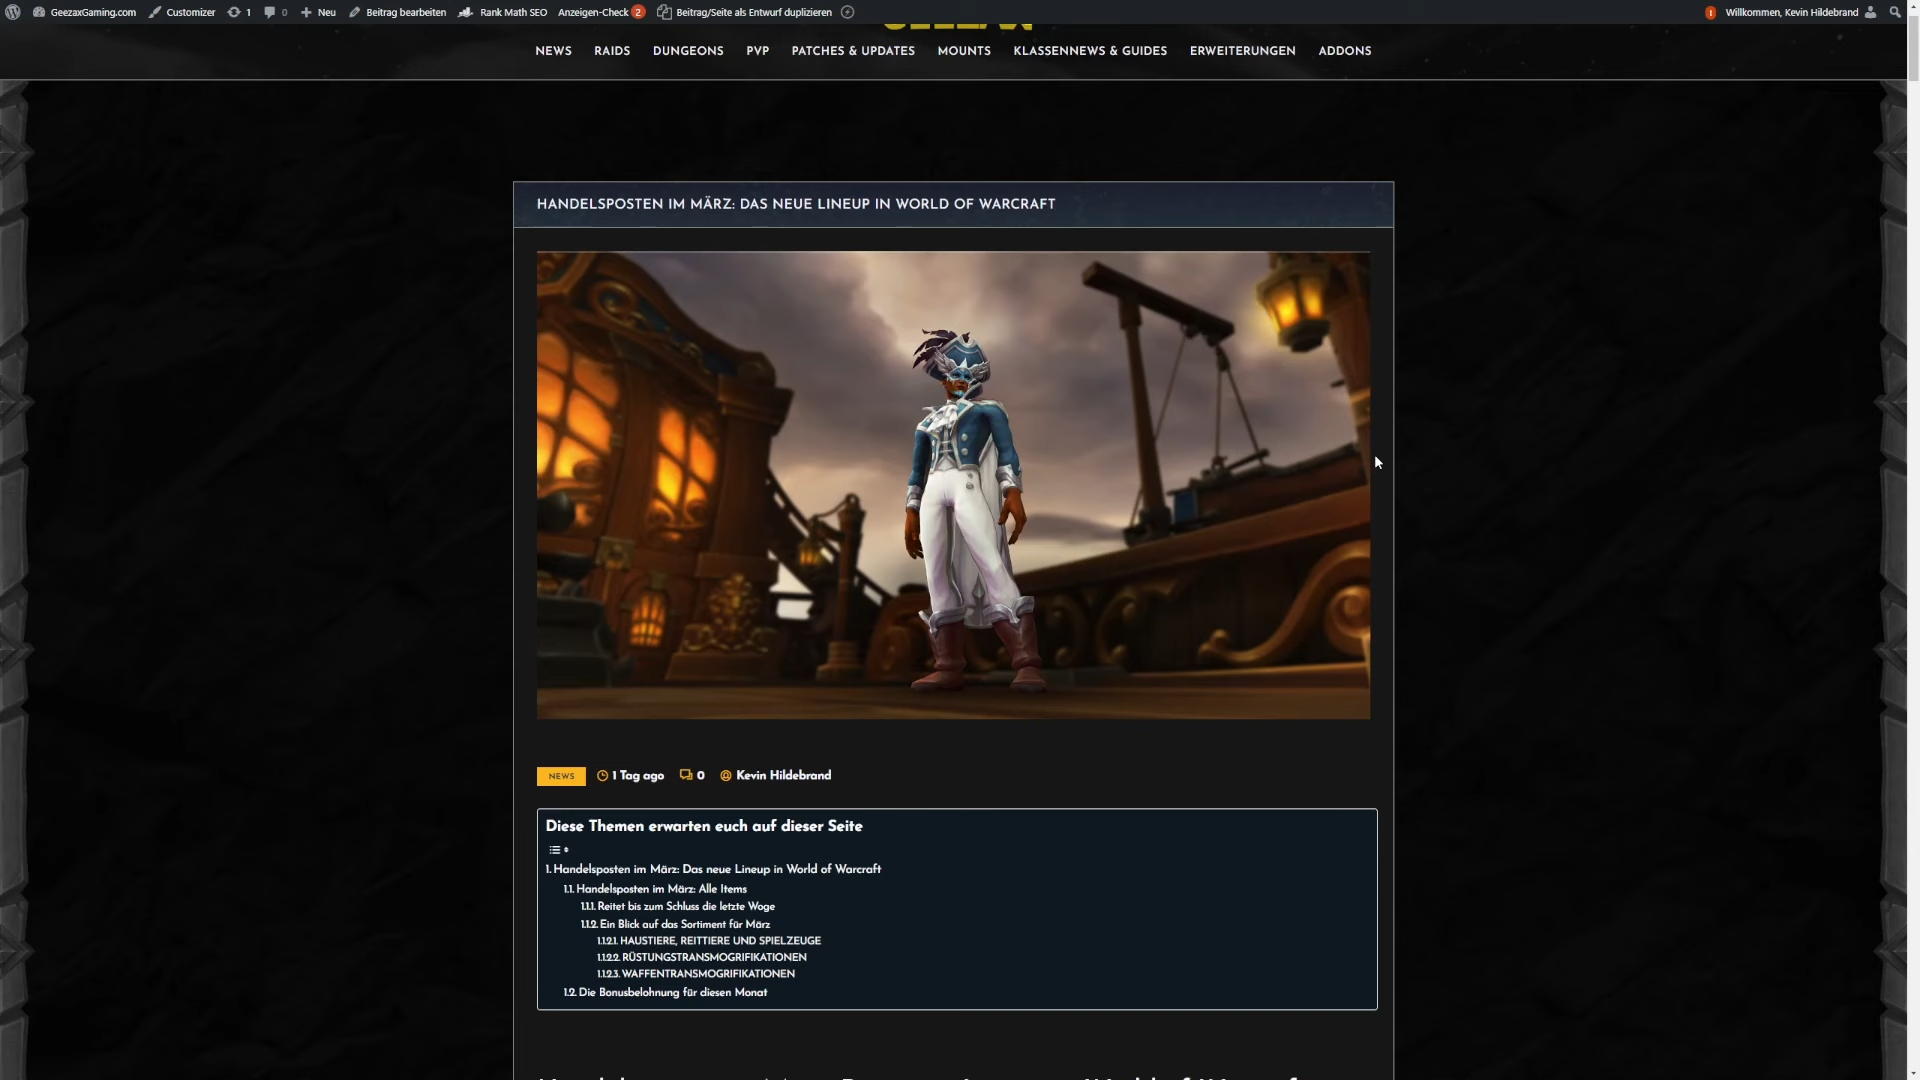 GeezaxGaming.com Customizer 1 0 Neu Beitrag bearbeiten Rank Math SEO Anzeigen-Check 2 Beitrag/Seite als Entwurf duplizieren ! Willkommen, Kevin Hildebrand
NEWS RAIDS DUNGEONS PVP PATCHES & UPDATES MOUNTS KLASSENNEWS & GUIDES ERWEITERUNGEN ADDONS
HANDELSPOSTEN IM MÄRZ: DAS NEUE LINEUP IN WORLD OF WARCRAFT
NEWS 1 Tag ago 0 Kevin Hildebrand
Diese Themen erwarten euch auf dieser Seite
1. Handelsposten im März: Das neue Lineup in World of Warcraft
1.1. Handelsposten im März: Alle Items
1.1.1. Reitet bis zum Schluss die letzte Woge
1.1.2. Ein Blick auf das Sortiment für März
1.1.2.1. HAUSTIERE, REITTIERE UND SPIELZEUGE
1.1.2.2. RÜSTUNGSTRANSMOGRIFIKATIONEN
1.1.2.3. WAFFENTRANSMOGRIFIKATIONEN
1.2. Die Bonusbelohnung für diesen Monat